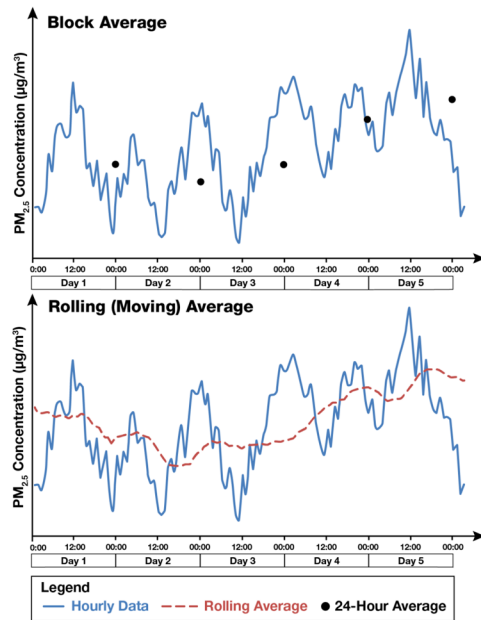 Block Average
PM2.5 Concentration (µg/m³)
0:00 12:00 00:00 12:00 00:00 12:00 00:00 12:00 00:00 12:00 00:00
Day 1 Day 2 Day 3 Day 4 Day 5
Rolling (Moving) Average
PM2.5 Concentration (µg/m³)
0:00 12:00 00:00 12:00 00:00 12:00 00:00 12:00 00:00 12:00 00:00
Day 1 Day 2 Day 3 Day 4 Day 5
Legend
Hourly Data Rolling Average 24-Hour Average